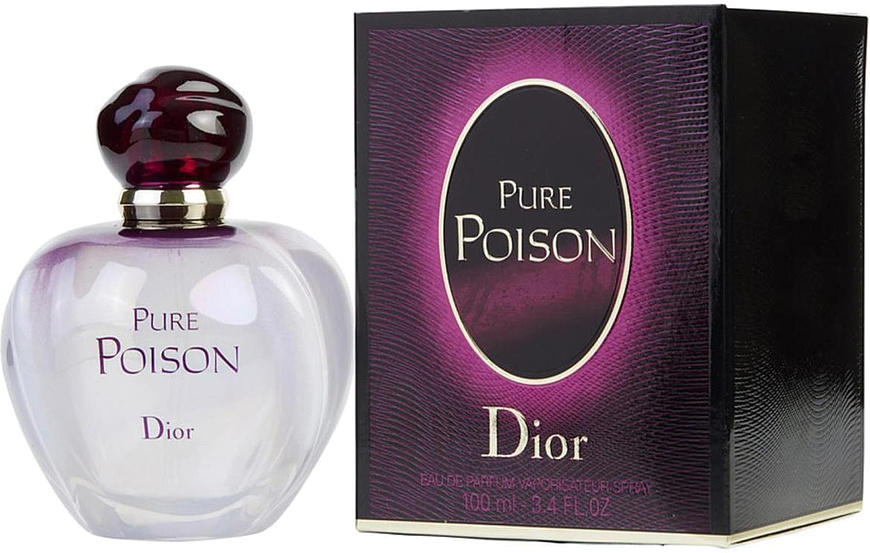 PURE
POISON
Dior
PURE
POISON
Dior
EAU DE PARFUM VAPORISATEUR SPRAY
100 ml - 3.4 FL.OZ